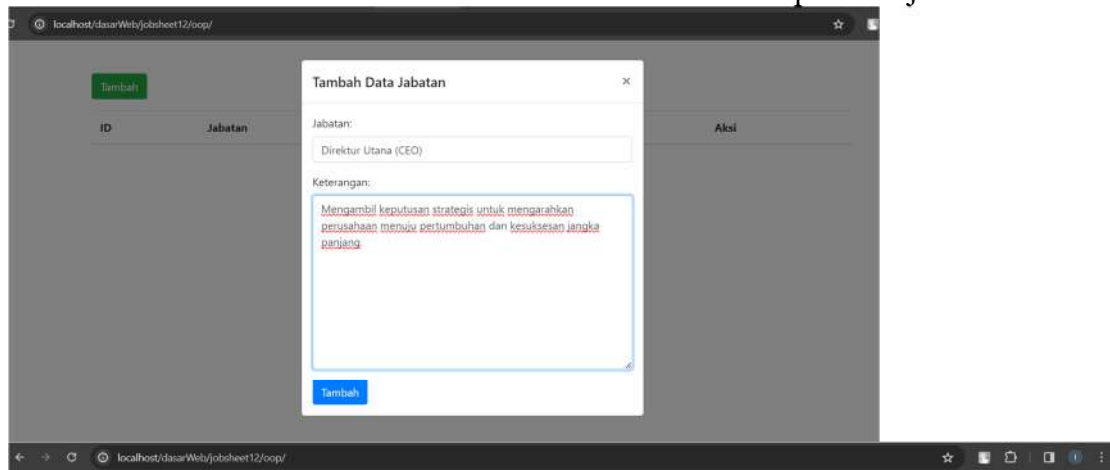 localhost/dasarWeb/jobsheet12/oop/
Tambah Data Jabatan ×
Tambah
Jabatan:
ID Jabatan Aksi
Direktur Utana (CEO)
Keterangan:
Mengambil keputusan strategis untuk mengarahkan
perusahaan menuju pertumbuhan dan kesuksesan jangka
panjang.
Tambah
localhost/dasarWeb/jobsheet12/oop/